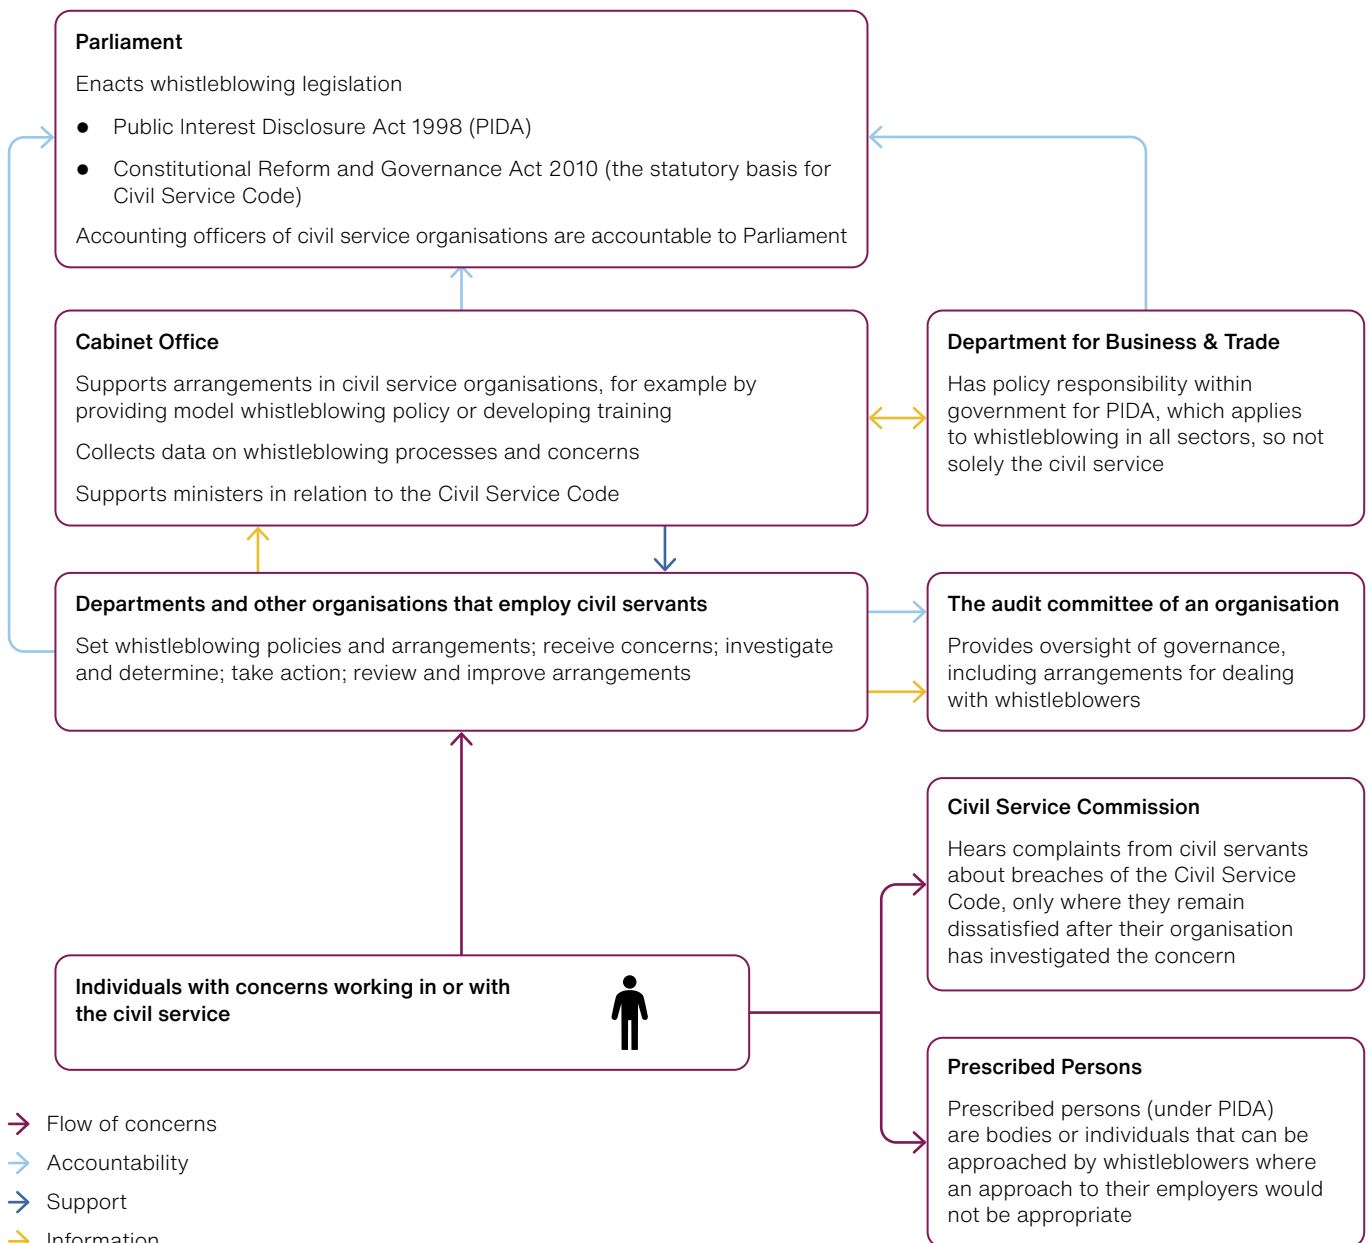 Parliament
Enacts whistleblowing legislation
● Public Interest Disclosure Act 1998 (PIDA)
● Constitutional Reform and Governance Act 2010 (the statutory basis for
Civil Service Code)
Accounting officers of civil service organisations are accountable to Parliament
Cabinet Office
Supports arrangements in civil service organisations, for example by
providing model whistleblowing policy or developing training
Collects data on whistleblowing processes and concerns
Supports ministers in relation to the Civil Service Code
Department for Business & Trade
Has policy responsibility within
government for PIDA, which applies
to whistleblowing in all sectors, so not
solely the civil service
Departments and other organisations that employ civil servants
Set whistleblowing policies and arrangements; receive concerns; investigate
and determine; take action; review and improve arrangements
The audit committee of an organisation
Provides oversight of governance,
including arrangements for dealing
with whistleblowers
Civil Service Commission
Hears complaints from civil servants
about breaches of the Civil Service
Code, only where they remain
dissatisfied after their organisation
has investigated the concern
Individuals with concerns working in or with
the civil service
Prescribed Persons
Prescribed persons (under PIDA)
are bodies or individuals that can be
approached by whistleblowers where
an approach to their employers would
not be appropriate
Flow of concerns
Accountability
Support
Information